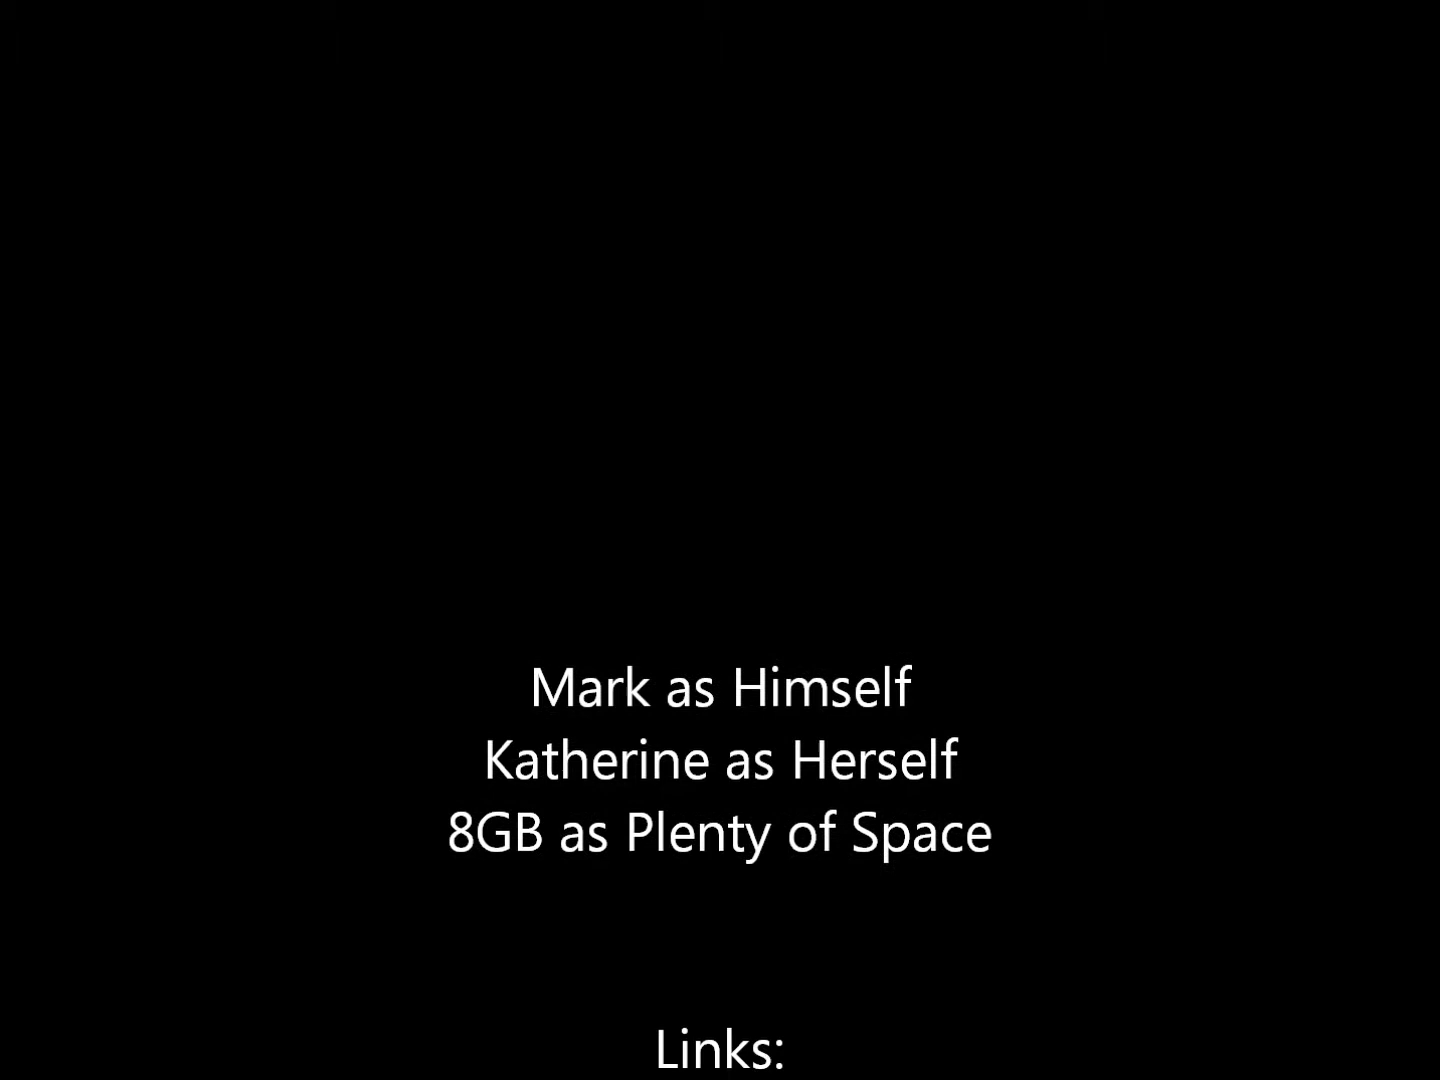 Mark as Himself
Katherine as Herself
8GB as Plenty of Space
Links: